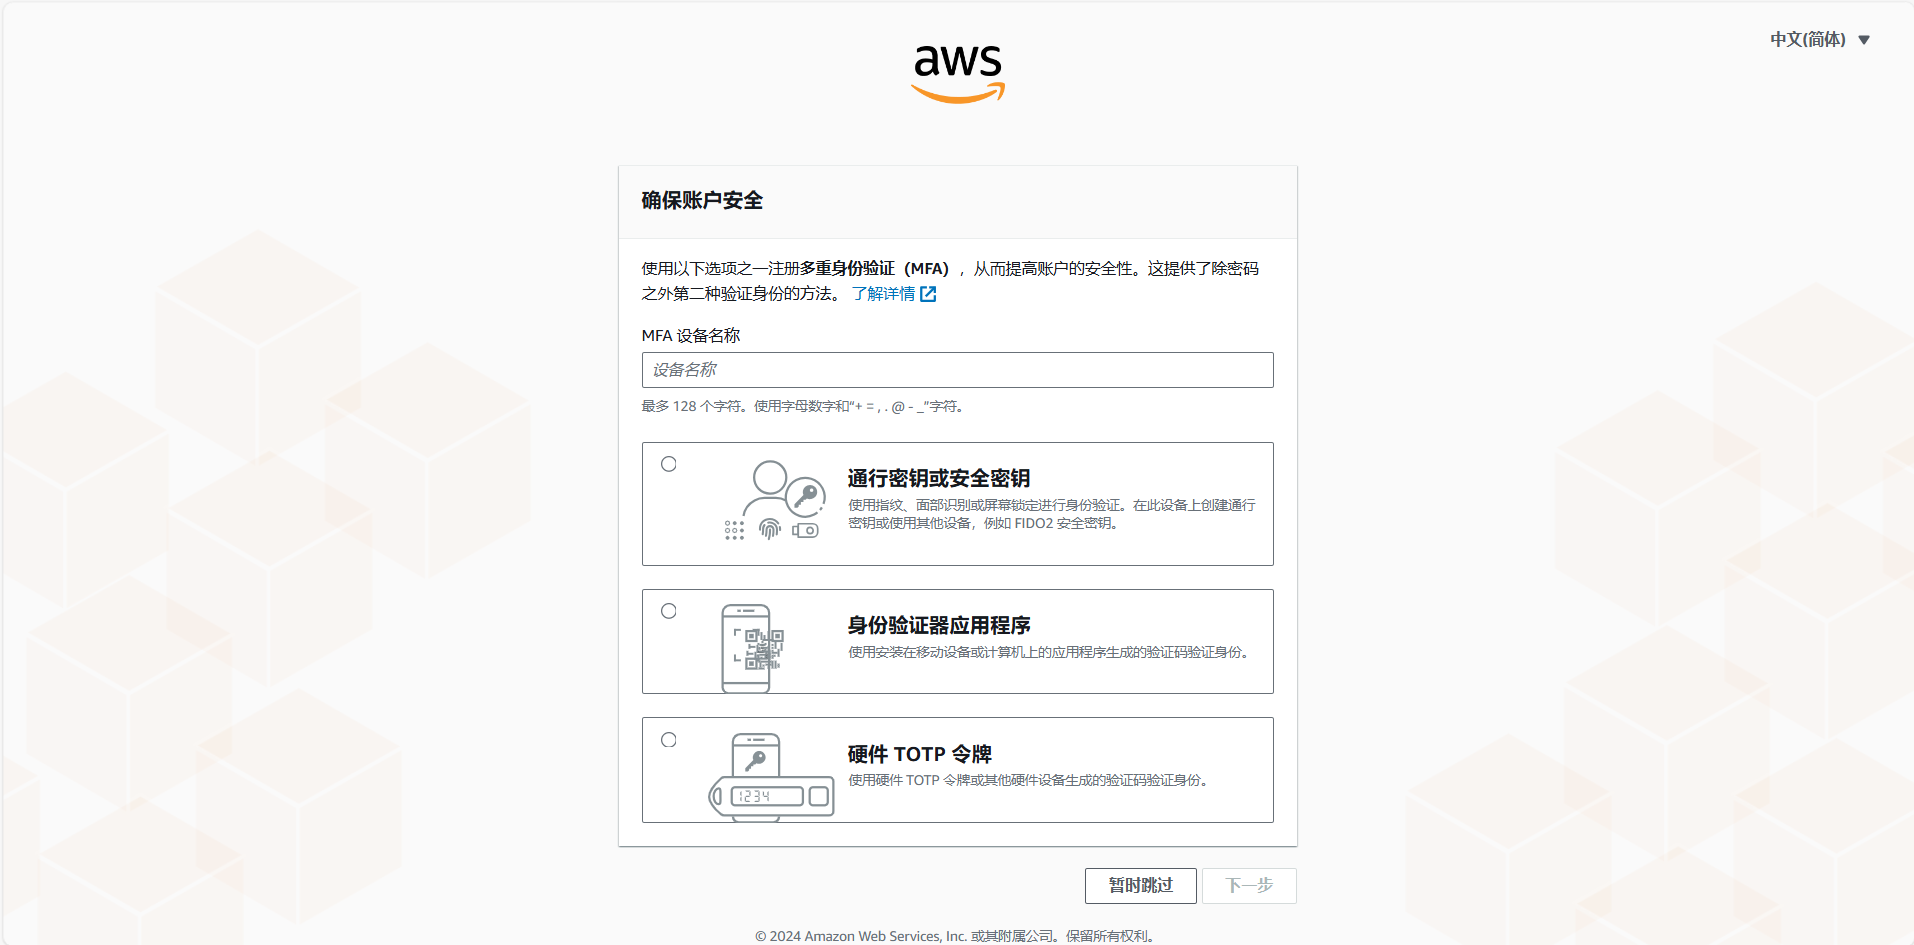 中文(简体)
aws
确保账户安全
使用以下选项之一注册多重身份验证（MFA），从而提高账户的安全性。这提供了除密码
之外第二种验证身份的方法。 了解详情
MFA 设备名称
设备名称
最多 128 个字符。使用字母数字和“+ = , . @ - _”字符。
通行密钥或安全密钥
使用指纹、面部识别或屏幕锁定进行身份验证。在此设备上创建通行
密钥或使用其他设备，例如 FIDO2 安全密钥。
身份验证器应用程序
使用安装在移动设备或计算机上的应用程序生成的验证码验证身份。
硬件 TOTP 令牌
使用硬件 TOTP 令牌或其他硬件设备生成的验证码验证身份。
1234
暂时跳过 下一步
© 2024 Amazon Web Services, Inc. 或其附属公司。保留所有权利。